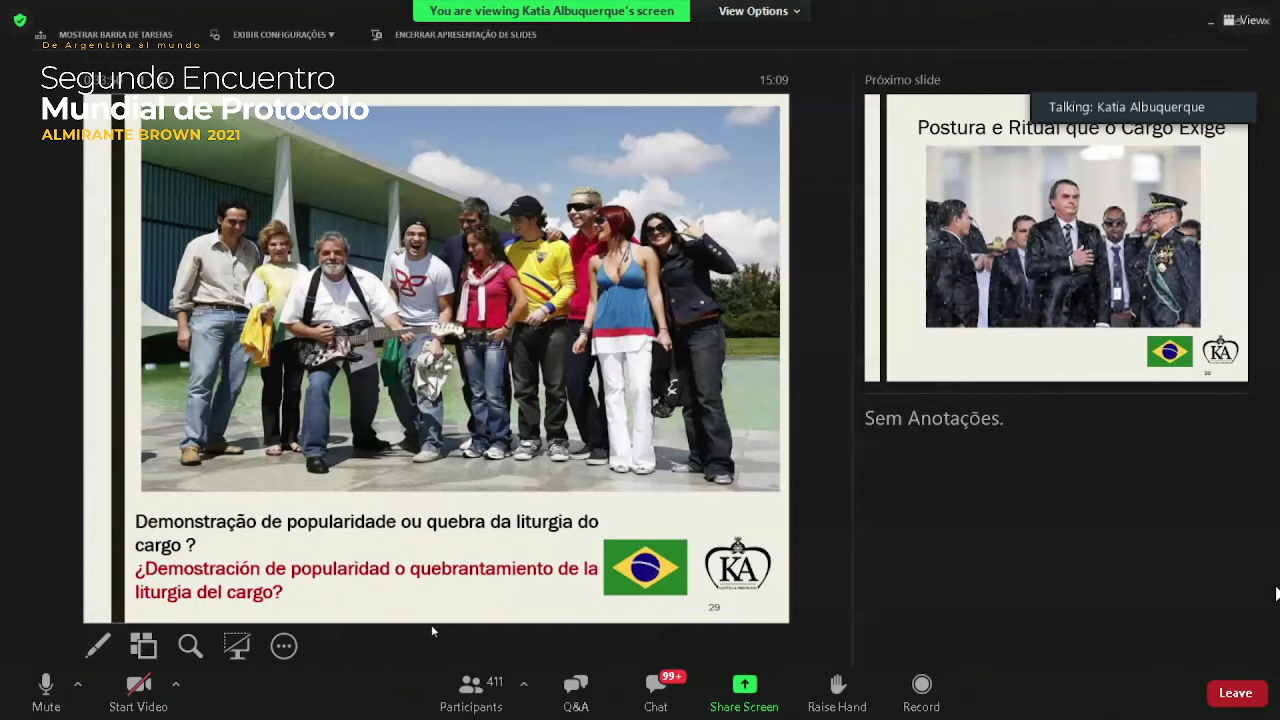 You are viewing Katia Albuquerque's screen
View Options
View
MOSTRAR BARRA DE TAREFAS
EXIBIR CONFIGURAÇÕES
ENCERRAR APRESENTAÇÃO DE SLIDES
De Argentina al mundo
Segundo Encuentro
Mundial de Protocolo
ALMIRANTE BROWN 2021
15:09
Próximo slide
Talking: Katia Albuquerque
Postura e Ritual que o Cargo Exige
KA
30
Sem Anotações.
Demonstração de popularidade ou quebra da liturgia do
cargo ?
¿Demostración de popularidad o quebrantamiento de la
liturgia del cargo?
KA
29
Mute
Start Video
411
Participants
Q&A
99+
Chat
Share Screen
Raise Hand
Record
Leave